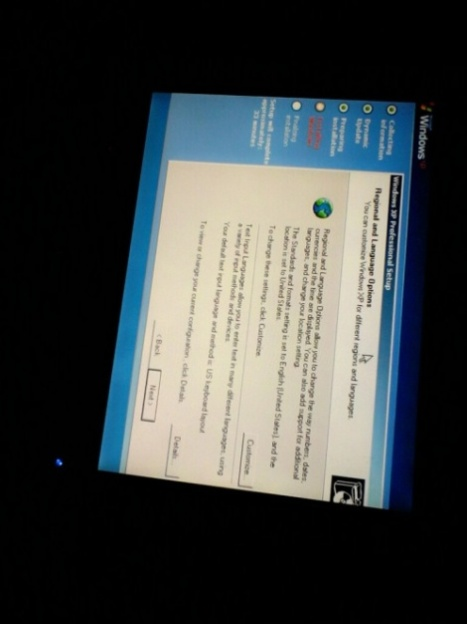 Windows xp
Collecting
information
Dynamic
Update
Preparing
installation
Installing
Windows
Finalizing
installation
Setup will complete in
approximately:
33 minutes
Windows XP Professional Setup
Regional and Language Options
You can customize Windows XP for different regions and languages.
Regional and Language Options allow you to change the way numbers, dates,
currencies and the time are displayed. You can also add support for additional
languages, and change your location setting.
The Standards and formats setting is set to English (United States), and the
location is set to United States.
To change these settings, click Customize.
Customize...
Text Input Languages allow you to enter text in many different languages, using
a variety of input methods and devices.
Your default text input language and method is: US keyboard layout
To view or change your current configuration, click Details.
Details...
< Back
Next >